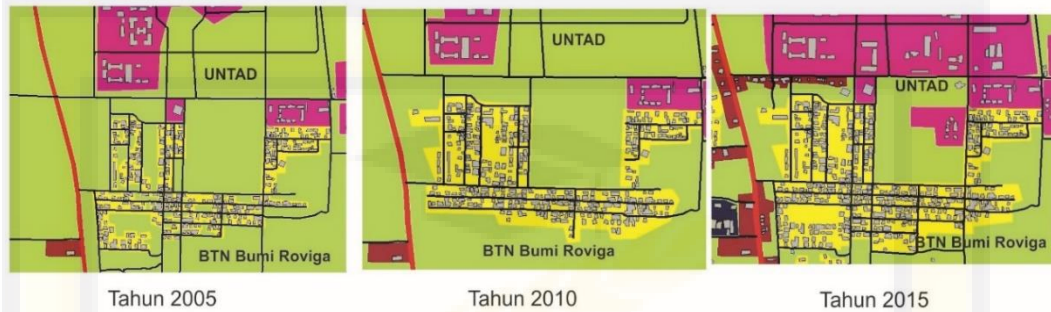 UNTAD
BTN Bumi Roviga
Tahun 2005
UNTAD
BTN Bumi Roviga
Tahun 2010
UNTAD
BTN Bumi Roviga
Tahun 2015